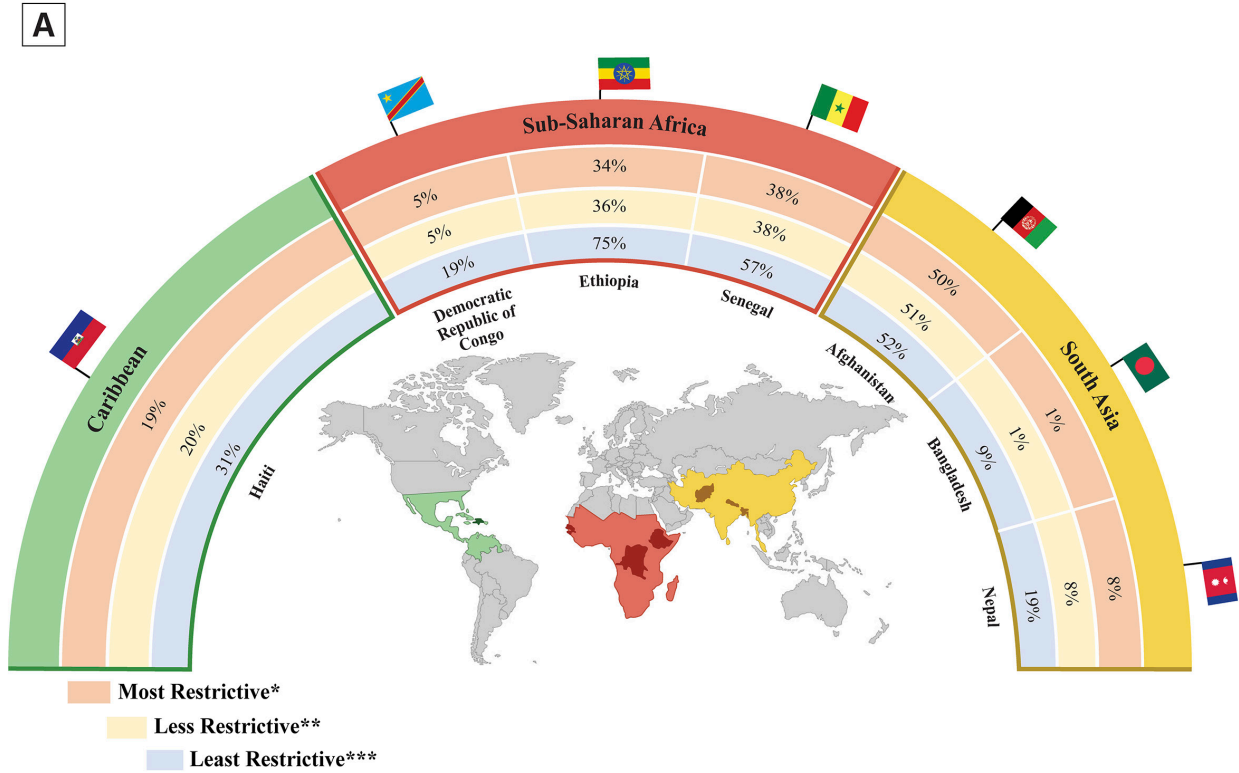 A
Sub-Saharan Africa
34%
5%
38%
36%
5%
38%
75%
19%
57%
Democratic
Republic of
Congo
Ethiopia
Senegal
Caribbean
19%
20%
31%
Haiti
South Asia
50%
51%
52%
Afghanistan
1%
1%
9%
Bangladesh
8%
8%
19%
Nepal
Most Restrictive*
Less Restrictive**
Least Restrictive***